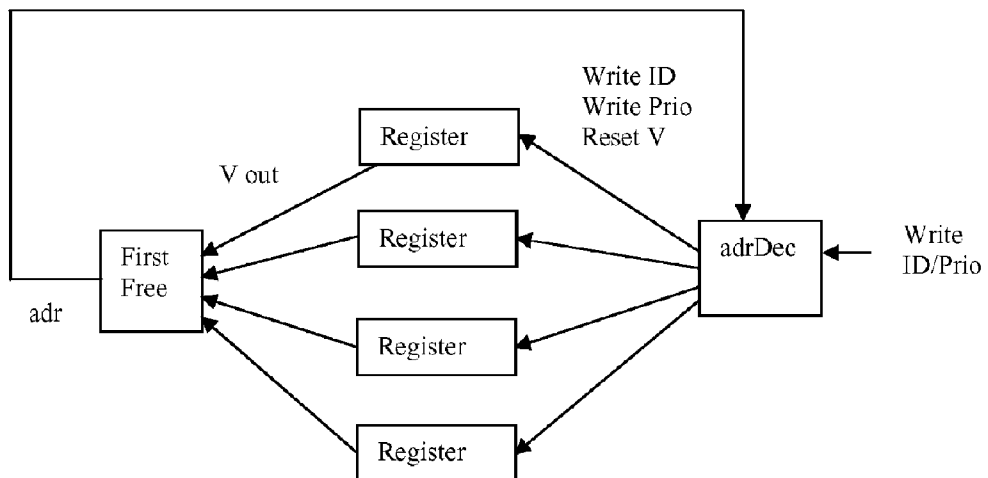 Write ID
Write Prio
Reset V
Register
V out
Register
First
Free
adrDec
Write
ID/Prio
adr
Register
Register